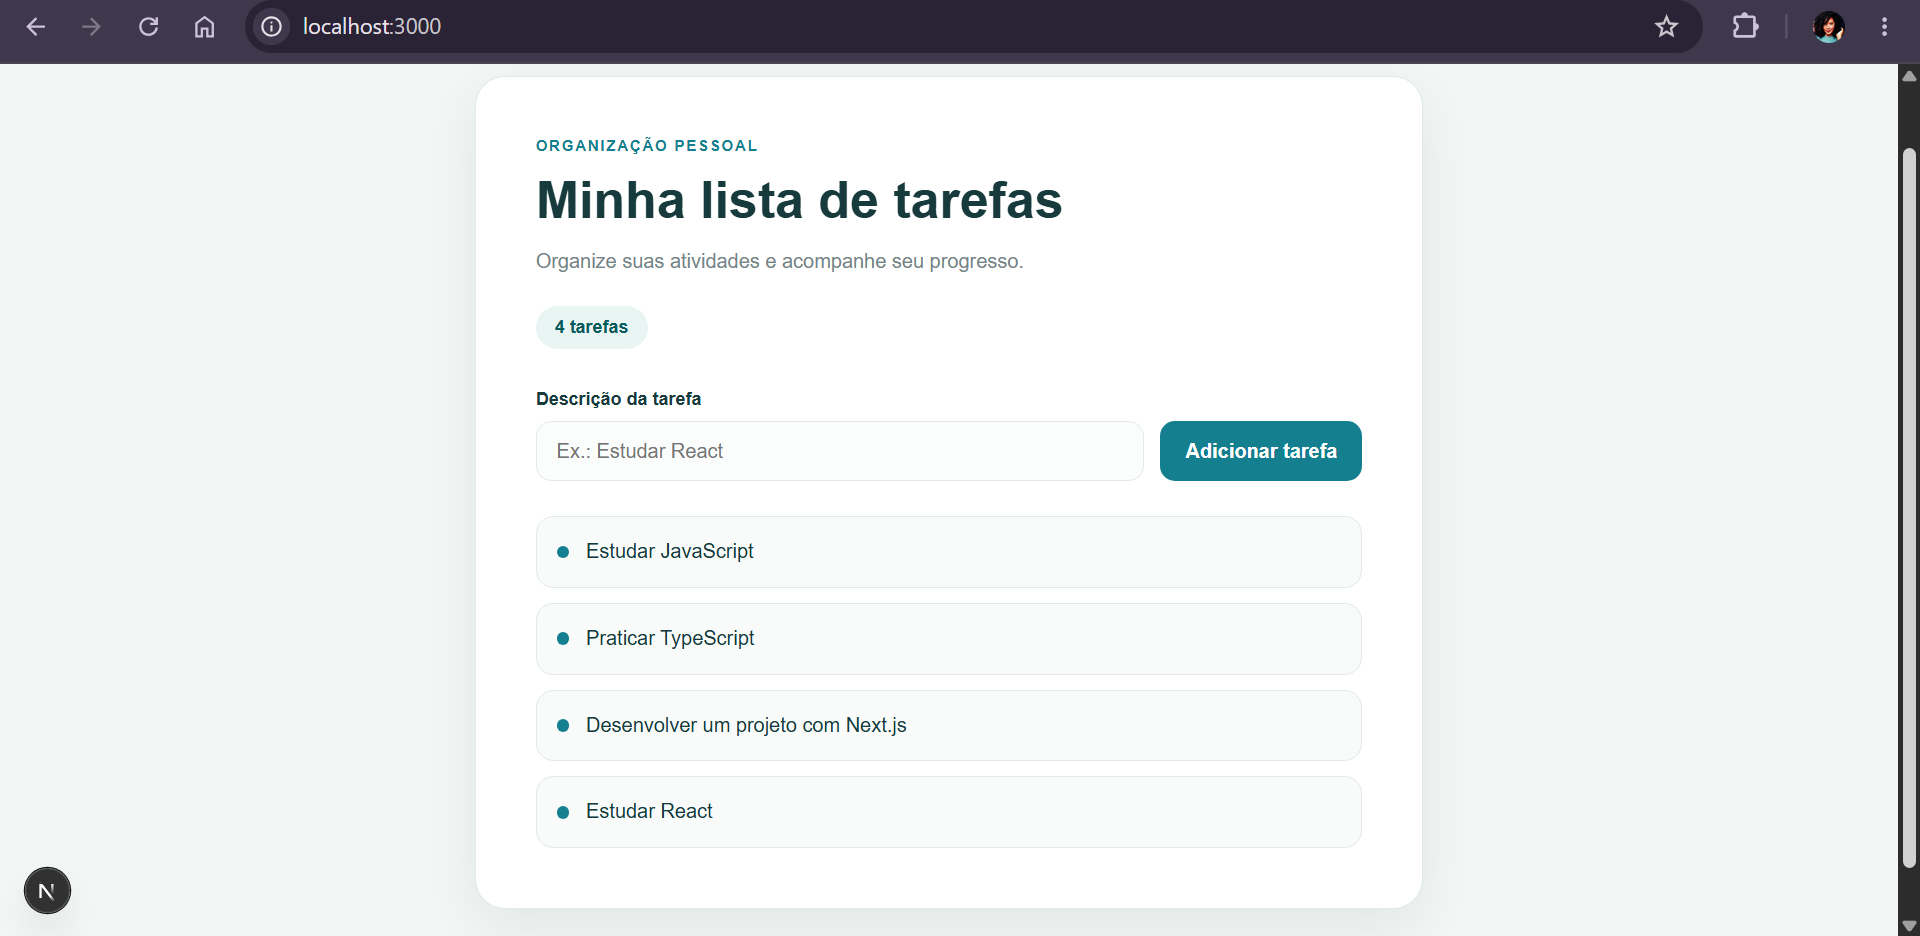 localhost:3000
ORGANIZAÇÃO PESSOAL
Minha lista de tarefas
Organize suas atividades e acompanhe seu progresso.
4 tarefas
Descrição da tarefa
Ex.: Estudar React
Adicionar tarefa
Estudar JavaScript
Praticar TypeScript
Desenvolver um projeto com Next.js
Estudar React
N